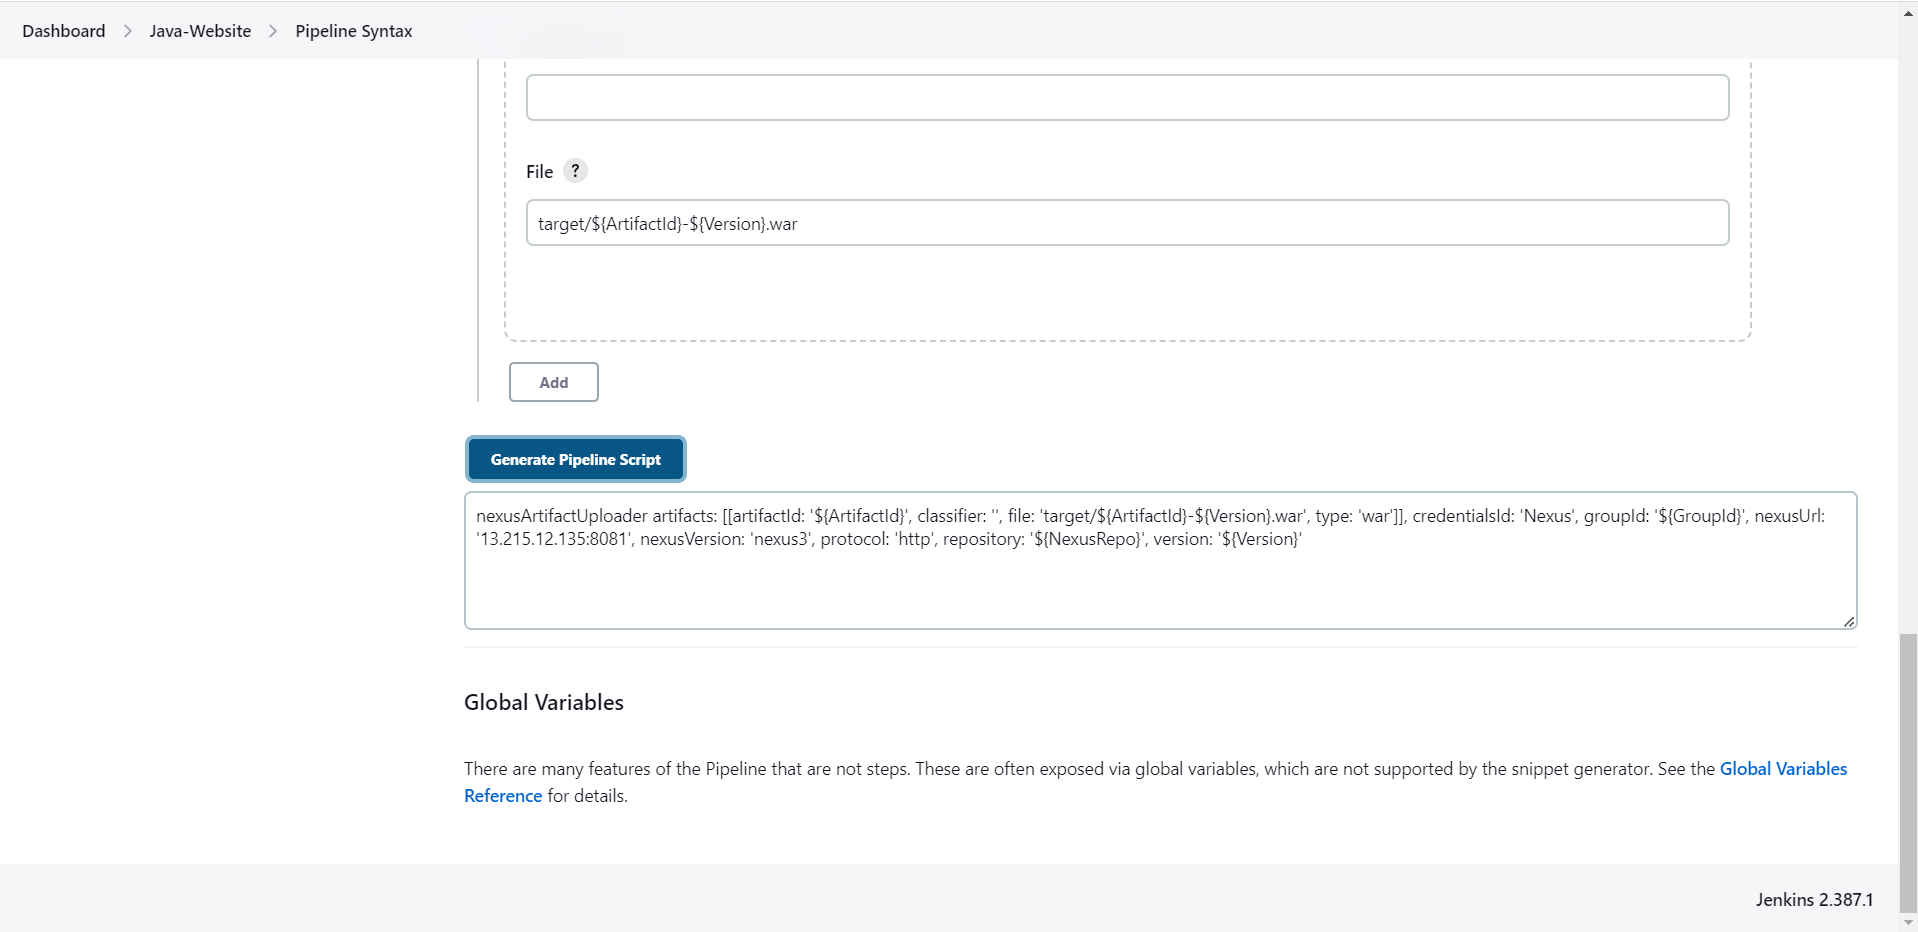 Dashboard > Java-Website > Pipeline Syntax
File ?
target/${ArtifactId}-${Version}.war
Add
Generate Pipeline Script
nexusArtifactUploader artifacts: [[artifactId: '${ArtifactId}', classifier: '', file: 'target/${ArtifactId}-${Version}.war', type: 'war']], credentialsId: 'Nexus', groupId: '${GroupId}', nexusUrl:
'13.215.12.135:8081', nexusVersion: 'nexus3', protocol: 'http', repository: '${NexusRepo}', version: '${Version}'
Global Variables
There are many features of the Pipeline that are not steps. These are often exposed via global variables, which are not supported by the snippet generator. See the Global Variables
Reference for details.
Jenkins 2.387.1